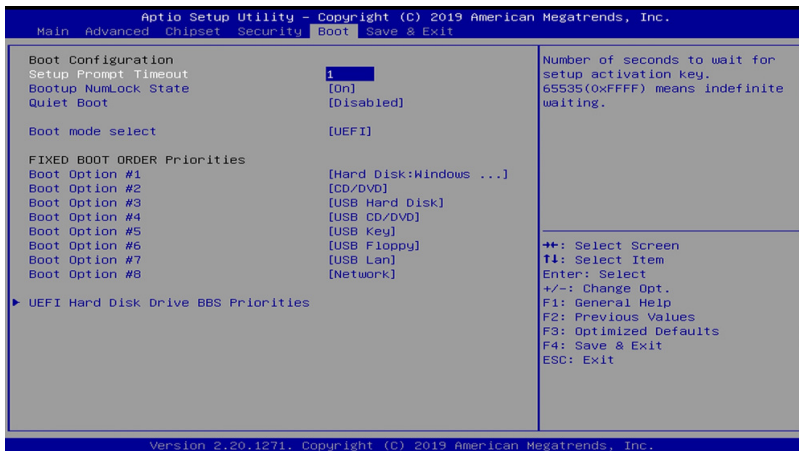 Aptio Setup Utility – Copyright (C) 2019 American Megatrends, Inc.
Main Advanced Chipset Security Boot Save & Exit
Boot Configuration
Setup Prompt Timeout 1
Bootup NumLock State [On]
Quiet Boot [Disabled]
Boot mode select [UEFI]
FIXED BOOT ORDER Priorities
Boot Option #1 [Hard Disk:Windows ...]
Boot Option #2 [CD/DVD]
Boot Option #3 [USB Hard Disk]
Boot Option #4 [USB CD/DVD]
Boot Option #5 [USB Key]
Boot Option #6 [USB Floppy]
Boot Option #7 [USB Lan]
Boot Option #8 [Network]
▶ UEFI Hard Disk Drive BBS Priorities
Number of seconds to wait for
setup activation key.
65535(0xFFFF) means indefinite
waiting.
→←: Select Screen
↑↓: Select Item
Enter: Select
+/-: Change Opt.
F1: General Help
F2: Previous Values
F3: Optimized Defaults
F4: Save & Exit
ESC: Exit
Version 2.20.1271. Copyright (C) 2019 American Megatrends, Inc.